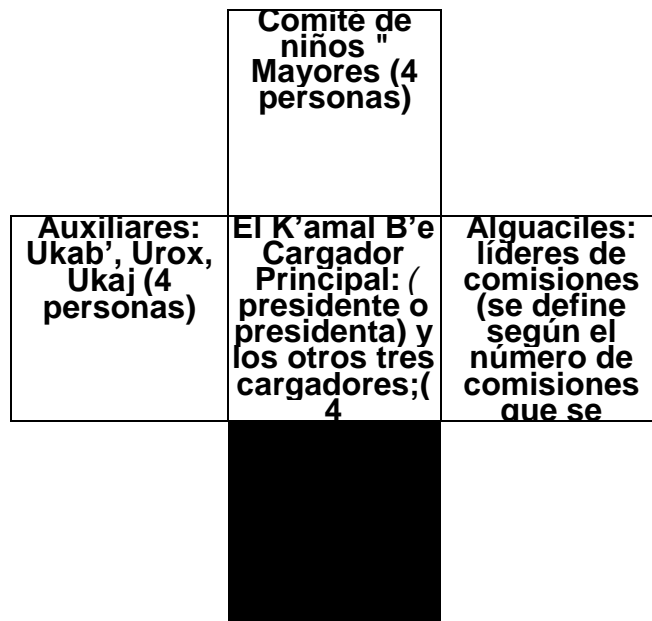 Comité de
niños "
Mayores (4
personas)
Auxiliares:
Ukab’, Urox,
Ukaj (4
personas)
El K’amal B’e
Cargador
Principal: (
presidente o
presidenta) y
los otros tres
cargadores;(
4
Alguaciles:
líderes de
comisiones
(se define
según el
número de
comisiones
que se